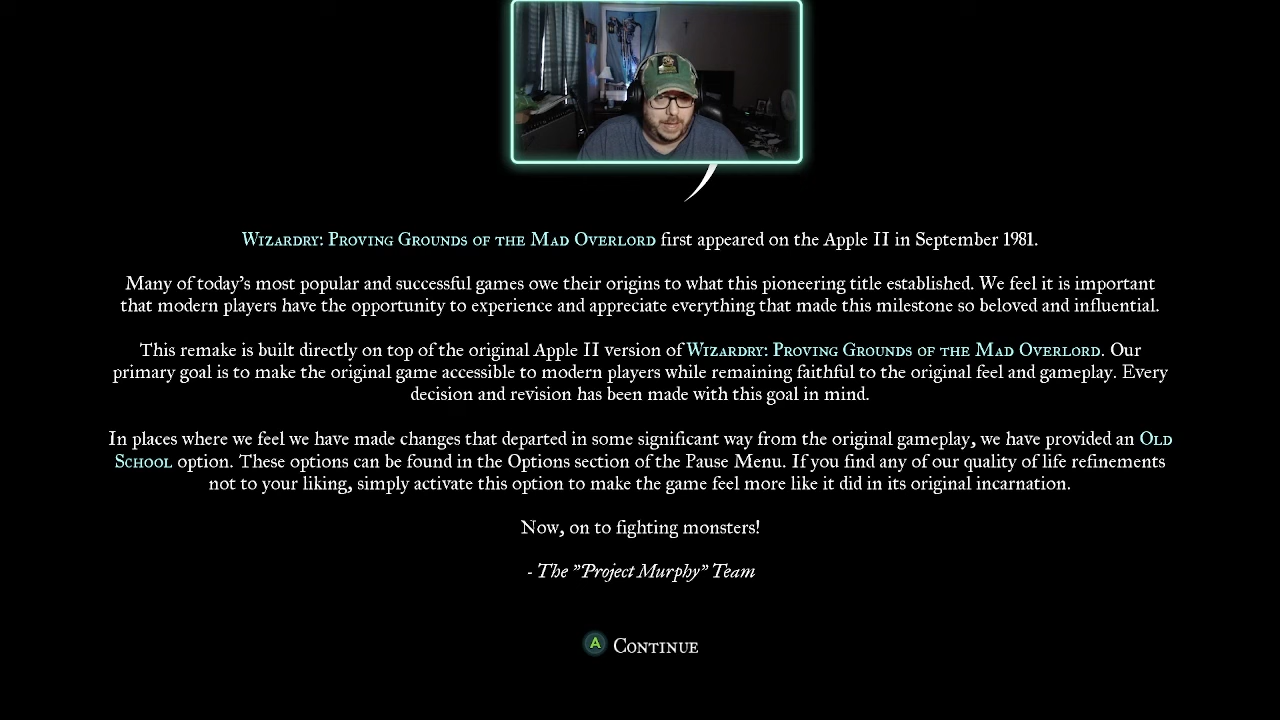 Wizardry: Proving Grounds of the Mad Overlord first appeared on the Apple II in September 1981.
Many of today's most popular and successful games owe their origins to what this pioneering title established. We feel it is important
that modern players have the opportunity to experience and appreciate everything that made this milestone so beloved and influential.
This remake is built directly on top of the original Apple II version of Wizardry: Proving Grounds of the Mad Overlord. Our
primary goal is to make the original game accessible to modern players while remaining faithful to the original feel and gameplay. Every
decision and revision has been made with this goal in mind.
In places where we feel we have made changes that departed in some significant way from the original gameplay, we have provided an Old
School option. These options can be found in the Options section of the Pause Menu. If you find any of our quality of life refinements
not to your liking, simply activate this option to make the game feel more like it did in its original incarnation.
Now, on to fighting monsters!
- The "Project Murphy" Team
A Continue